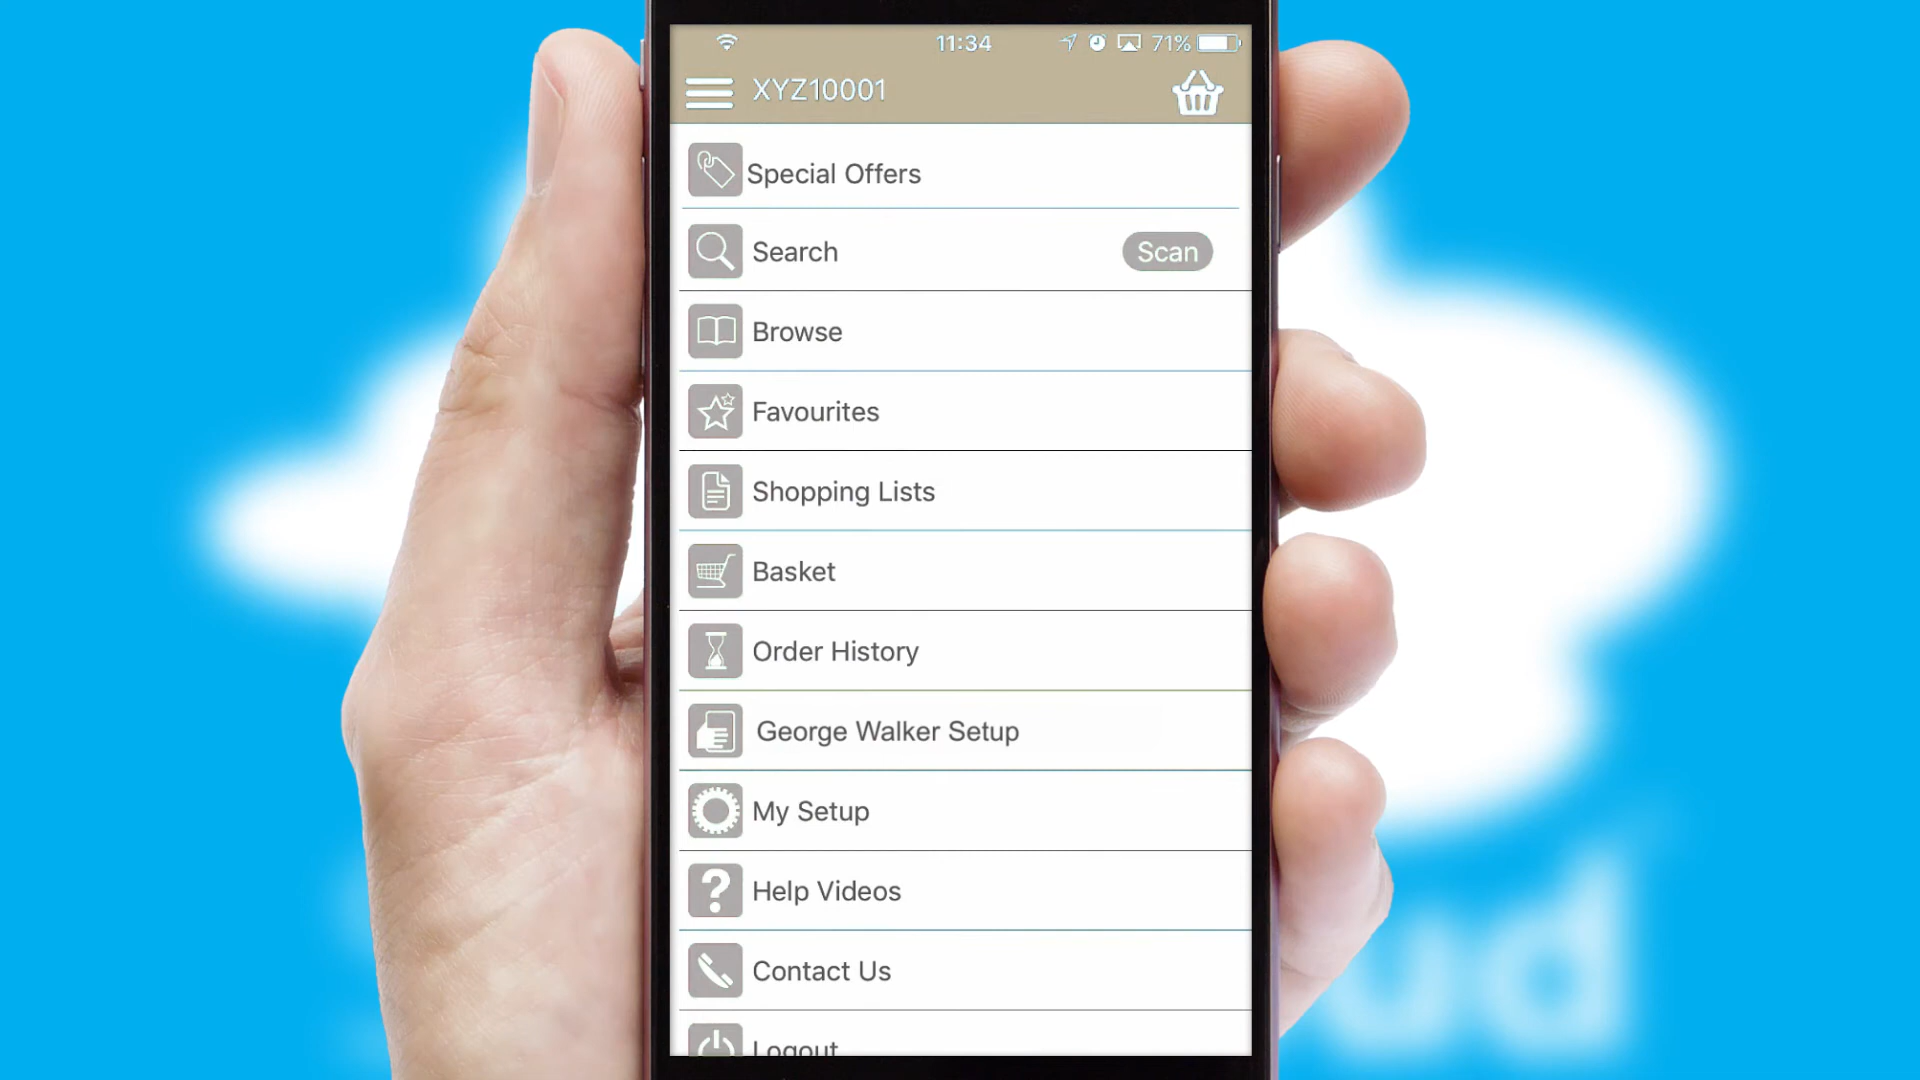 11:34
71%
XYZ10001
Special Offers
Search
Scan
Browse
Favourites
Shopping Lists
Basket
Order History
George Walker Setup
My Setup
Help Videos
Contact Us
Logout
ud